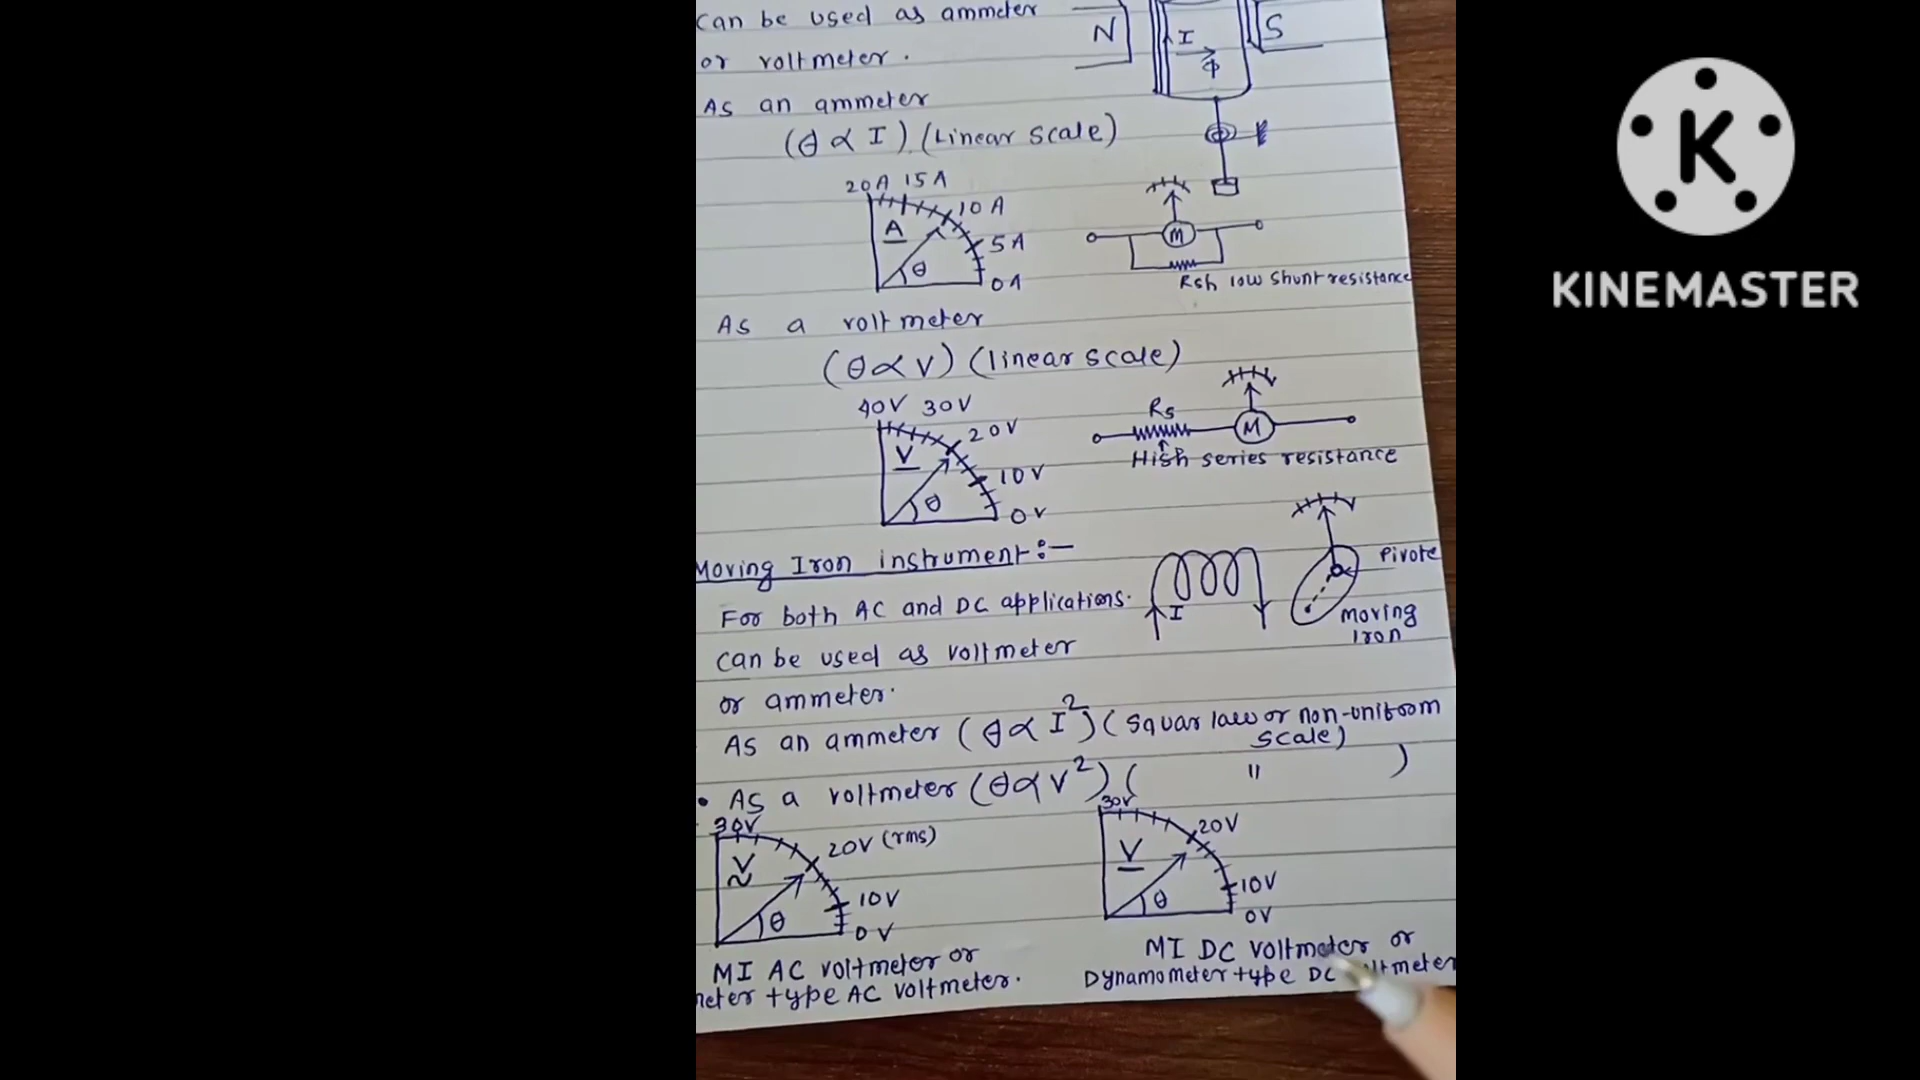 can be used as ammeter
or voltmeter.
N
I
Φ
S
As an ammeter
(θ ∝ I) (Linear scale)
20A 15A
10 A
A
5A
θ
0A
M
Rsh low shunt resistance
As a voltmeter
(θ ∝ V) (linear scale)
40V 30V
20V
V
10V
θ
0V
Rs
M
High series resistance
Moving Iron instrument:—
For both AC and DC applications.
can be used as voltmeter
or ammeter.
I
Pivote
Moving
Iron
As an ammeter (θ ∝ I²) (squar law or non-uniform
scale)
• As a voltmeter (θ ∝ V²) ( " )
30V
20V (rms)
V
~
10V
θ
0V
MI AC voltmeter or
meter type AC voltmeter.
30V
20V
V
10V
θ
0V
MI DC voltmeter or
Dynamometer type DC voltmeter
K
KINEMASTER